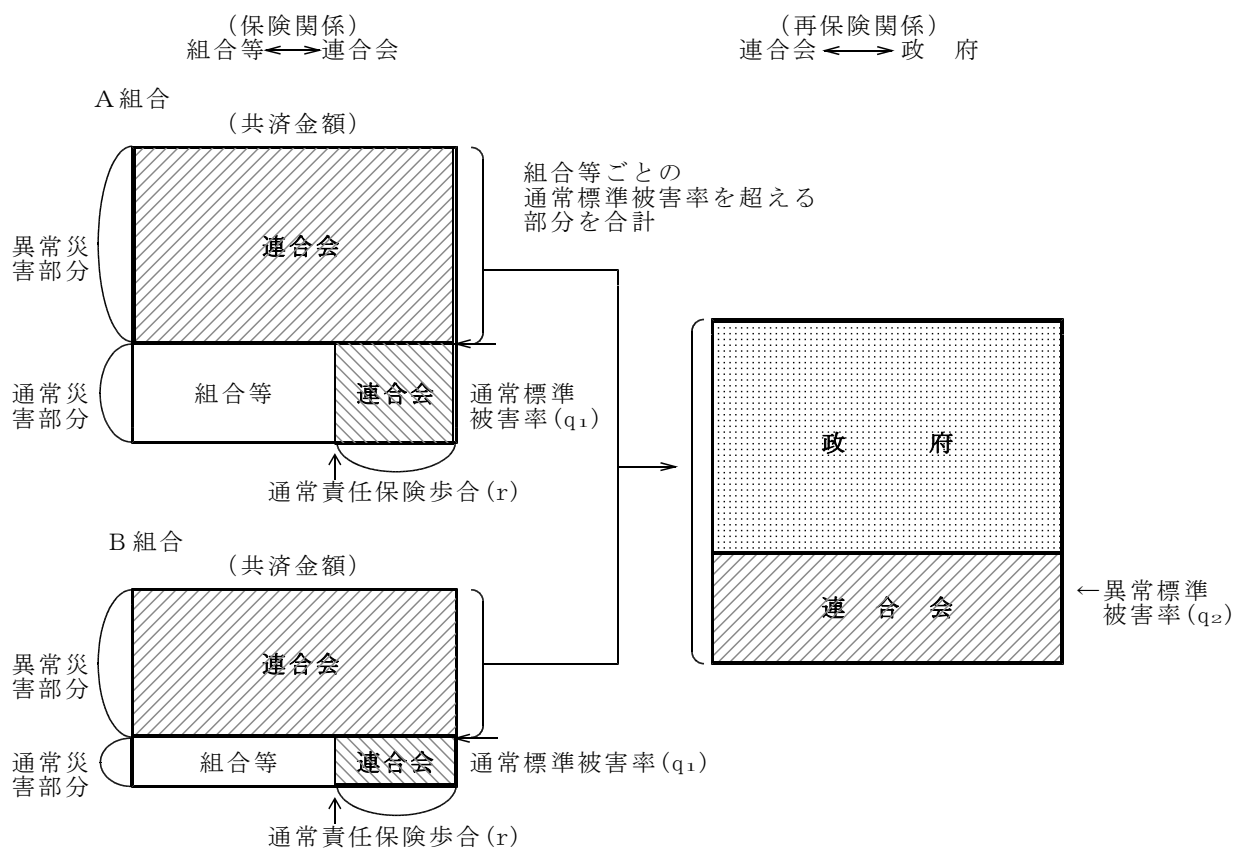 (保険関係)
組合等↔連合会
(再保険関係)
連合会↔政　府
A組合
(共済金額)
組合等ごとの
通常標準被害率を超える
部分を合計
異常災
害部分
連合会
通常災
害部分
組合等
連合会
通常標準
被害率(q₁)
通常責任保険歩合(r)
政　府
連　合　会
←異常標準
被害率(q₂)
B組合
(共済金額)
異常災
害部分
連合会
通常災
害部分
組合等
連合会
通常標準被害率(q₁)
通常責任保険歩合(r)